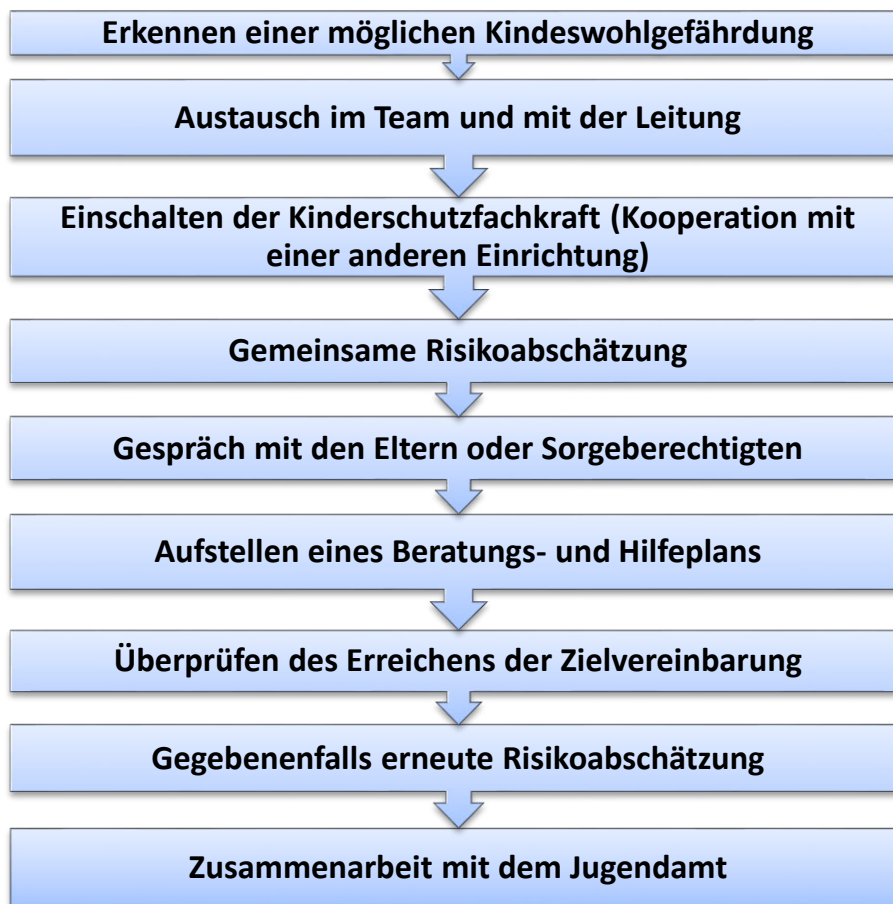 Erkennen einer möglichen Kindeswohlgefährdung
Austausch im Team und mit der Leitung
Einschalten der Kinderschutzfachkraft (Kooperation mit
einer anderen Einrichtung)
Gemeinsame Risikoabschätzung
Gespräch mit den Eltern oder Sorgeberechtigten
Aufstellen eines Beratungs- und Hilfeplans
Überprüfen des Erreichens der Zielvereinbarung
Gegebenenfalls erneute Risikoabschätzung
Zusammenarbeit mit dem Jugendamt